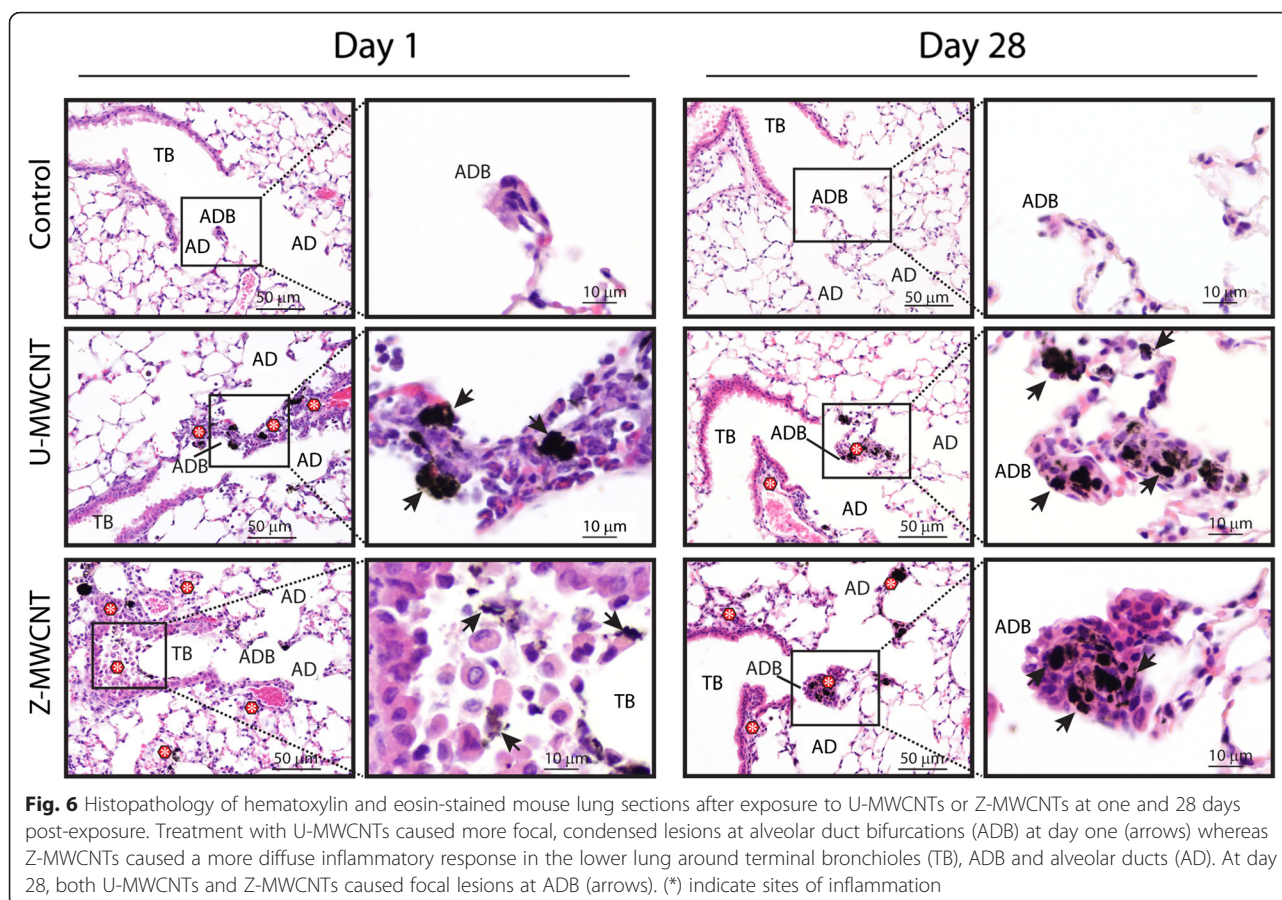 Day 1
Day 28
Control
TB
ADB
AD
AD
50 µm
ADB
10 µm
TB
ADB
AD
AD
50 µm
ADB
10 µm
U-MWCNT
AD
*
*
*
ADB
AD
TB
50 µm
10 µm
TB
ADB
*
*
AD
AD
50 µm
ADB
10 µm
Z-MWCNT
*
*
*
*
*
AD
TB
ADB
AD
50 µm
TB
10 µm
*
AD
*
ADB
*
TB
*
AD
50 µm
ADB
10 µm
Fig. 6 Histopathology of hematoxylin and eosin-stained mouse lung sections after exposure to U-MWCNTs or Z-MWCNTs at one and 28 days
post-exposure. Treatment with U-MWCNTs caused more focal, condensed lesions at alveolar duct bifurcations (ADB) at day one (arrows) whereas
Z-MWCNTs caused a more diffuse inflammatory response in the lower lung around terminal bronchioles (TB), ADB and alveolar ducts (AD). At day
28, both U-MWCNTs and Z-MWCNTs caused focal lesions at ADB (arrows). (*) indicate sites of inflammation